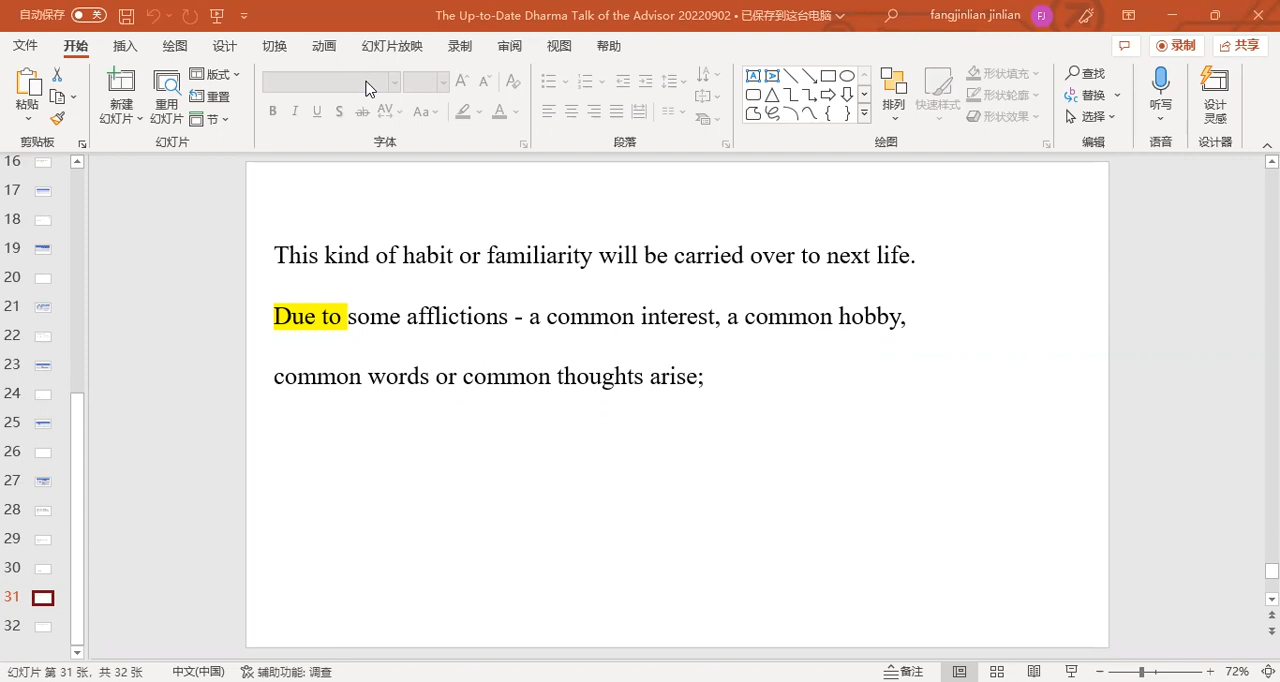 自动保存 关 The Up-to-Date Dharma Talk of the Advisor 20220902 • 已保存到这台电脑 fangjinlian jinlian FJ
文件 开始 插入 绘图 设计 切换 动画 幻灯片放映 录制 审阅 视图 帮助 录制 共享
粘贴 新建 幻灯片 重用 幻灯片 版式 重置 节 B I U S ab AV Aa A 排列 快速样式 形状填充 形状轮廓 形状效果 查找 替换 选择 听写 设计 灵感
剪贴板 幻灯片 字体 段落 绘图 编辑 语音 设计器
16
17
18
19
20
21
22
23
24
25
26
27
28
29
30
31
32
This kind of habit or familiarity will be carried over to next life.
Due to some afflictions - a common interest, a common hobby,
common words or common thoughts arise;
幻灯片 第 31 张，共 32 张 中文(中国) 辅助功能: 调查 备注 72%